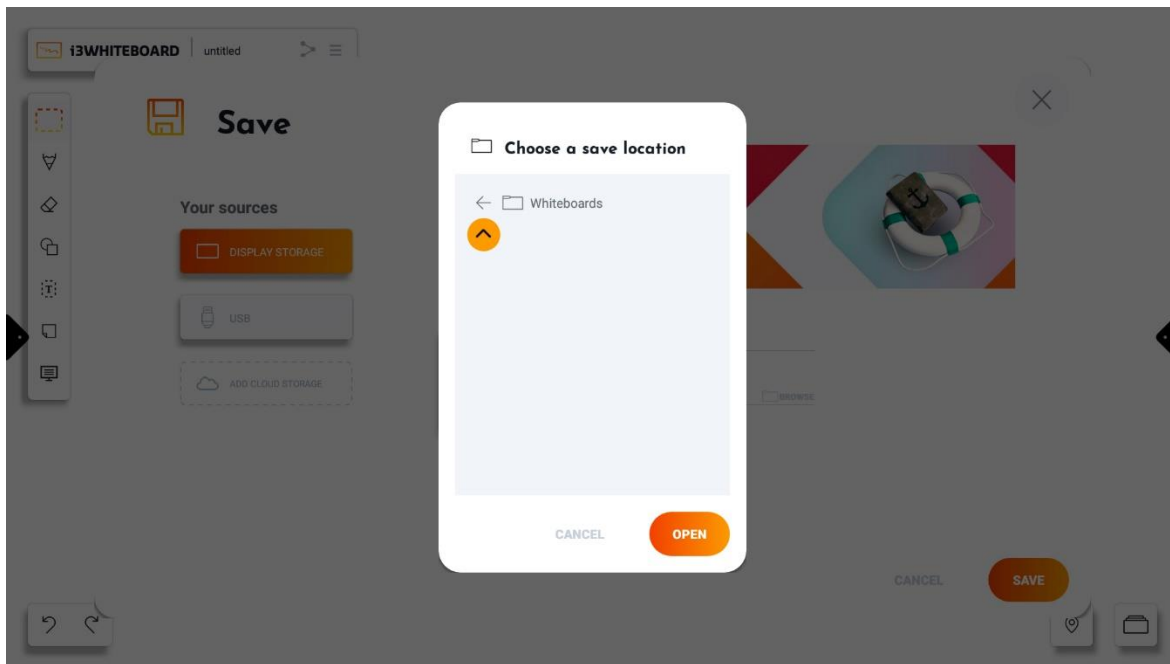 i3WHITEBOARD untitled
Save
Your sources
DISPLAY STORAGE
USB
ADD CLOUD STORAGE
Choose a save location
Whiteboards
CANCEL OPEN
BROWSE
CANCEL SAVE